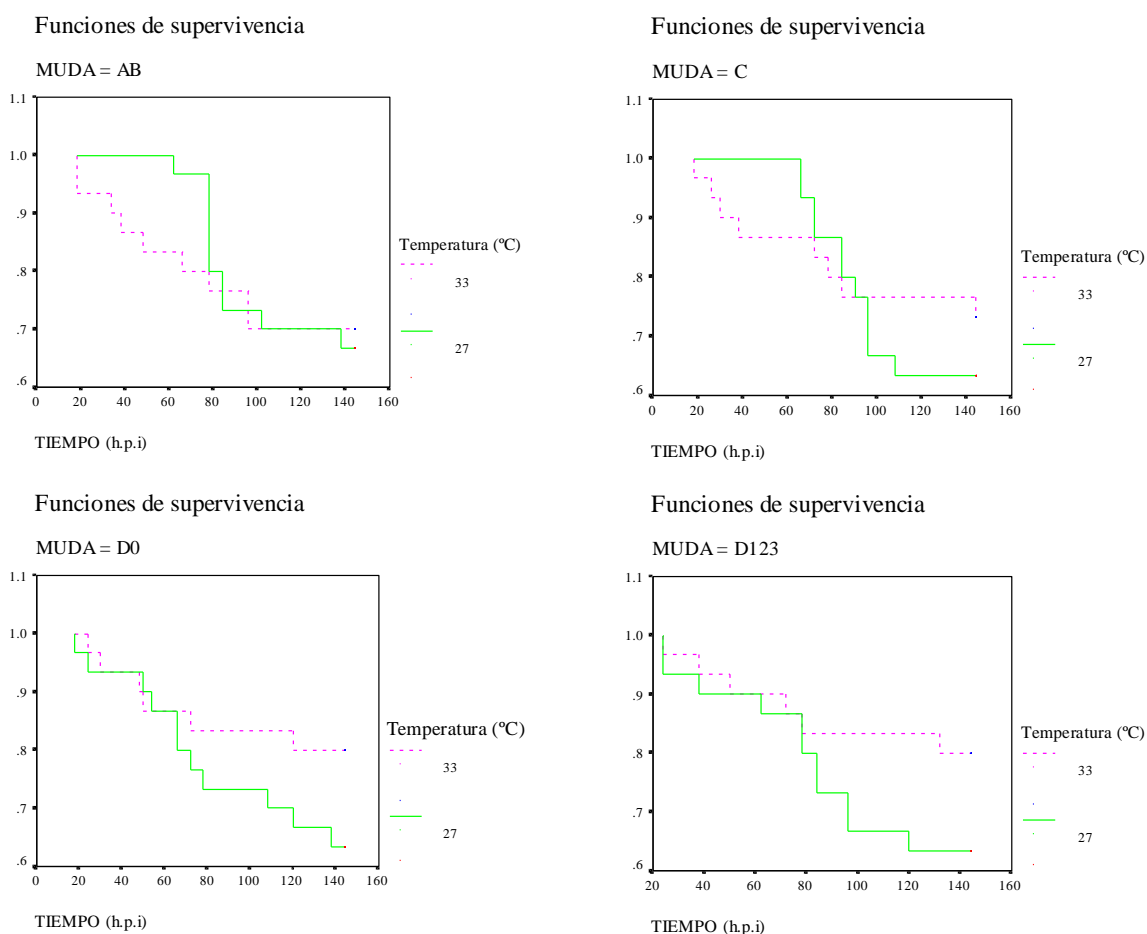 Funciones de supervivencia
MUDA = AB
1.1
1.0
.9
.8
.7
.6
0 20 40 60 80 100 120 140 160
TIEMPO (h.p.i)
Temperatura (ºC)
33
27
Funciones de supervivencia
MUDA = C
1.1
1.0
.9
.8
.7
.6
0 20 40 60 80 100 120 140 160
TIEMPO (h.p.i)
Temperatura (ºC)
33
27
Funciones de supervivencia
MUDA = D0
1.1
1.0
.9
.8
.7
.6
0 20 40 60 80 100 120 140 160
TIEMPO (h.p.i)
Temperatura (ºC)
33
27
Funciones de supervivencia
MUDA = D123
1.1
1.0
.9
.8
.7
.6
20 40 60 80 100 120 140 160
TIEMPO (h.p.i)
Temperatura (ºC)
33
27